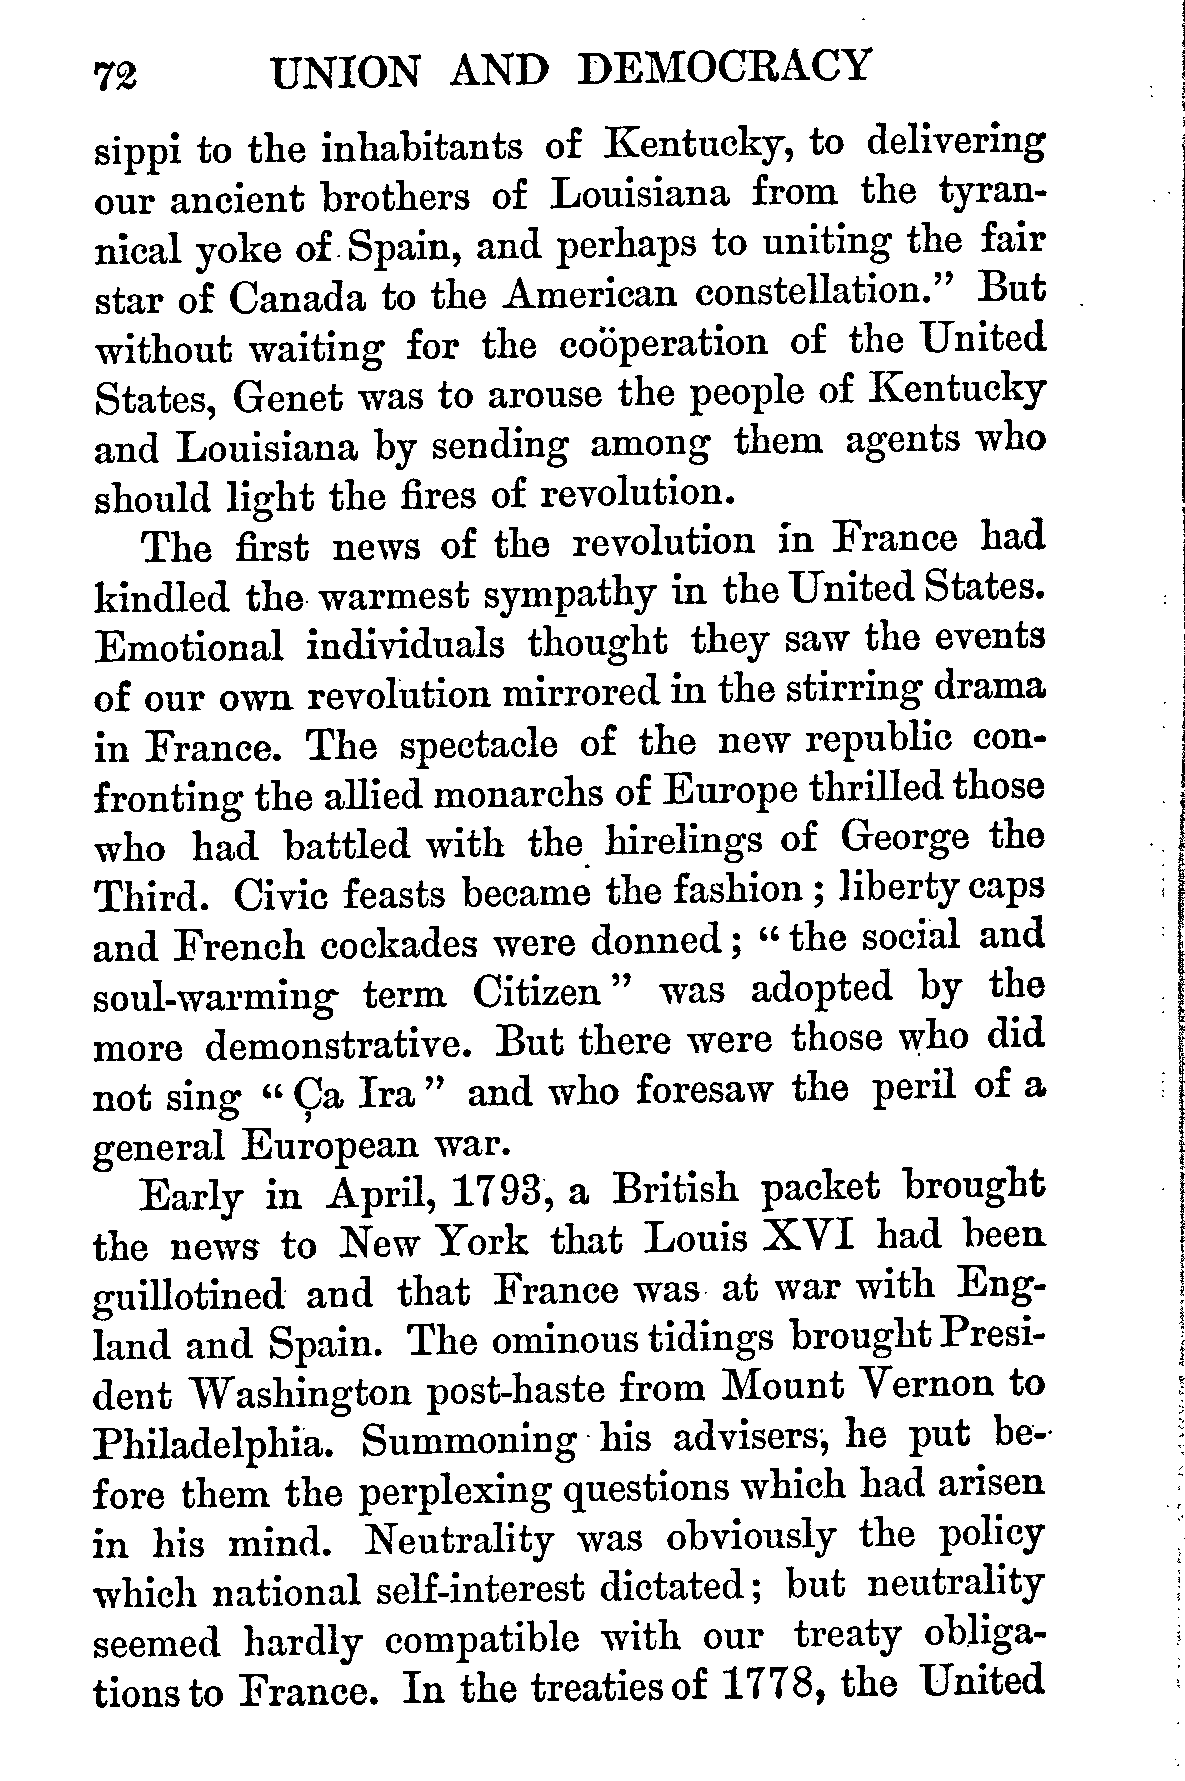 72 UNION AND DEMOCRACY
sippi to the inhabitants of Kentucky, to delivering
our ancient brothers of Louisiana from the tyran-
nical yoke of Spain, and perhaps to uniting the fair
star of Canada to the American constellation.” But
without waiting for the coöperation of the United
States, Genet was to arouse the people of Kentucky
and Louisiana by sending among them agents who
should light the fires of revolution.
The first news of the revolution in France had
kindled the warmest sympathy in the United States.
Emotional individuals thought they saw the events
of our own revolution mirrored in the stirring drama
in France. The spectacle of the new republic con-
fronting the allied monarchs of Europe thrilled those
who had battled with the hirelings of George the
Third. Civic feasts became the fashion; liberty caps
and French cockades were donned; “the social and
soul-warming term Citizen” was adopted by the
more demonstrative. But there were those who did
not sing “Ça Ira” and who foresaw the peril of a
general European war.
Early in April, 1793, a British packet brought
the news to New York that Louis XVI had been
guillotined and that France was at war with Eng-
land and Spain. The ominous tidings brought Presi-
dent Washington post-haste from Mount Vernon to
Philadelphia. Summoning his advisers, he put be-
fore them the perplexing questions which had arisen
in his mind. Neutrality was obviously the policy
which national self-interest dictated; but neutrality
seemed hardly compatible with our treaty obliga-
tions to France. In the treaties of 1778, the United